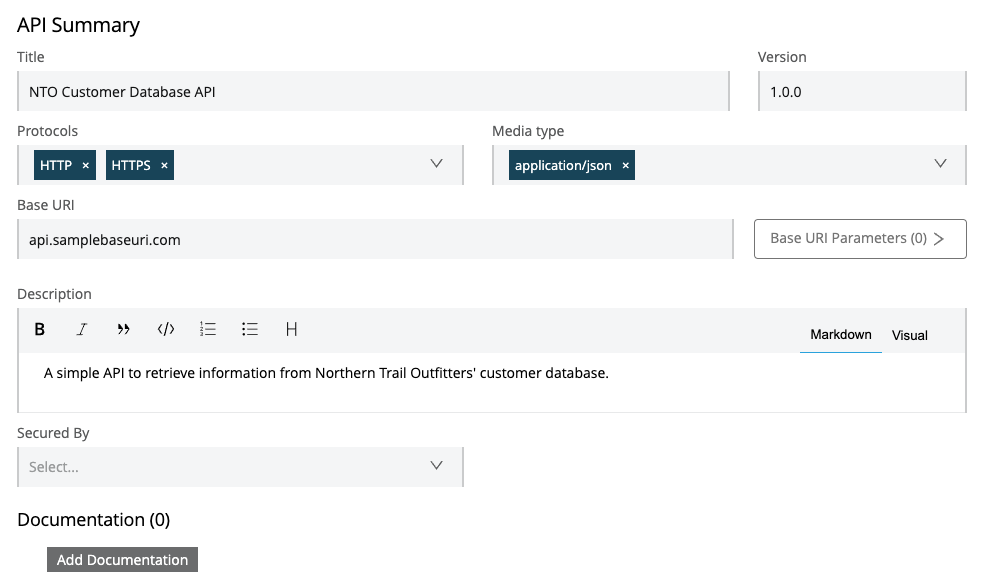 API Summary
Title
Version
NTO Customer Database API
1.0.0
Protocols
Media type
HTTP × HTTPS ×
application/json ×
Base URI
api.samplebaseuri.com
Base URI Parameters (0) >
Description
B I ” </> H
Markdown Visual
A simple API to retrieve information from Northern Trail Outfitters' customer database.
Secured By
Select...
Documentation (0)
Add Documentation